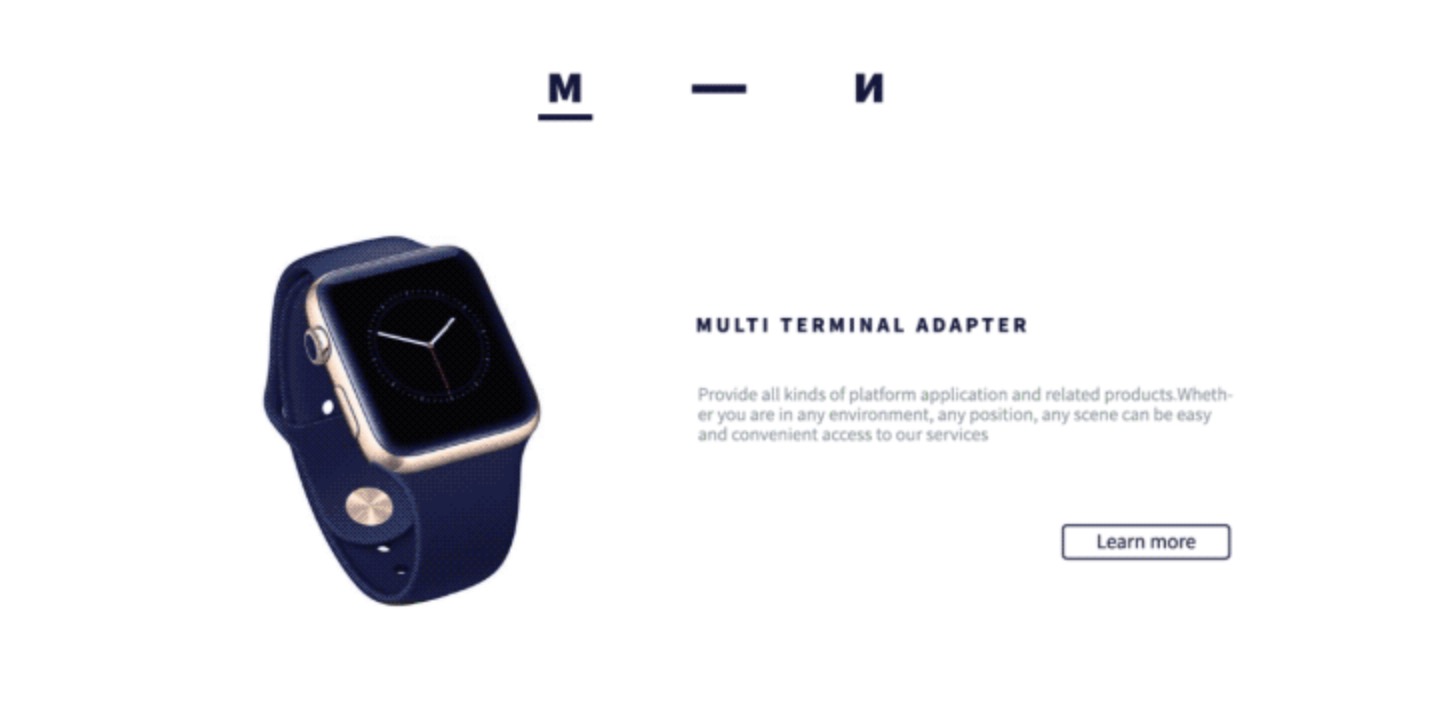 M — И
MULTI TERMINAL ADAPTER
Provide all kinds of platform application and related products.Wheth-
er you are in any environment, any position, any scene can be easy
and convenient access to our services
Learn more